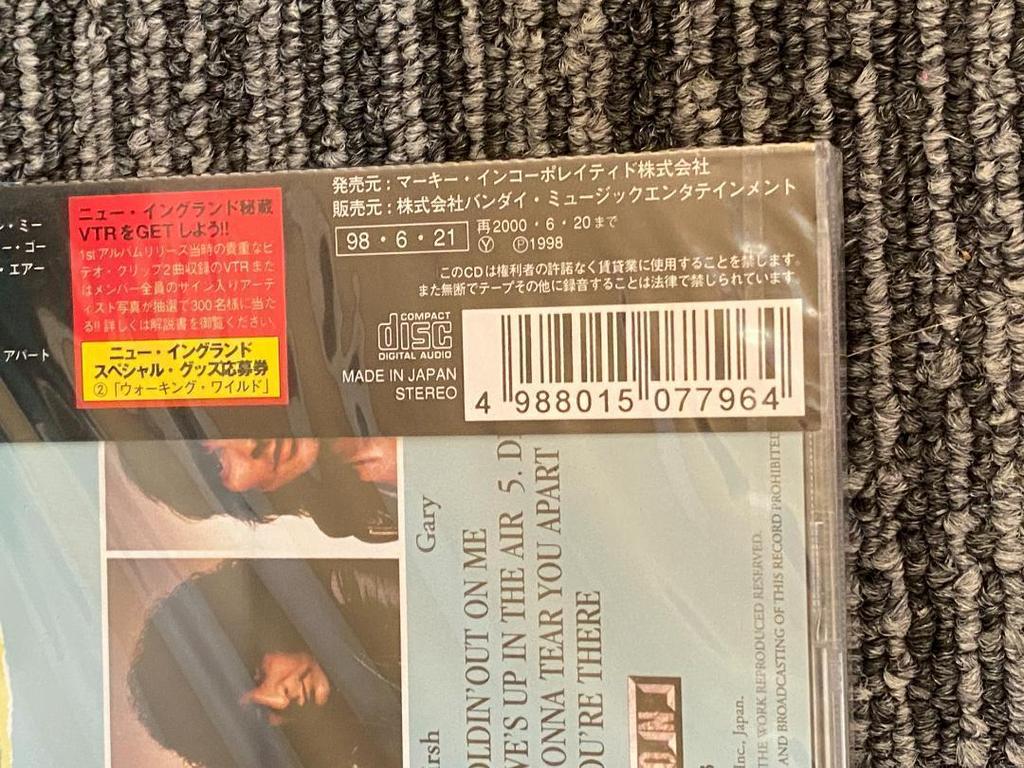 ン・ミー
ー・ゴー
・エアー
アパート
ニュー・イングランド秘蔵
VTRをGETしよう!!
1stアルバムリリース当時の貴重なビ
デオ・クリップ2曲収録のVTRまた
はメンバー全員のサイン入りアーテ
ィスト写真が抽選で300名様に当た
る!! 詳しくは解説書を御覧ください
ニュー・イングランド
スペシャル・グッズ応募券
②「ウォーキング・ワイルド」
発売元：マーキー・インコーポレイティド株式会社
販売元：株式会社バンダイ・ミュージックエンタテインメント
98・6・21
再2000・6・20まで
Ⓨ Ⓟ1998
このCDは権利者の許諾なく賃貸業に使用することを禁します。
また無断でテープその他に録音することは法律で禁じられています。
COMPACT
disc
DIGITAL AUDIO
MADE IN JAPAN
STEREO
4 988015 077964
Gary
irsh
OLDIN'OUT ON ME
VE'S UP IN THE AIR 5. D
ONNA TEAR YOU APART
OU'RE THERE
Inc., Japan.
THE WORK REPRODUCED RESERVED.
AND BROADCASTING OF THIS RECORD PROHIBITED